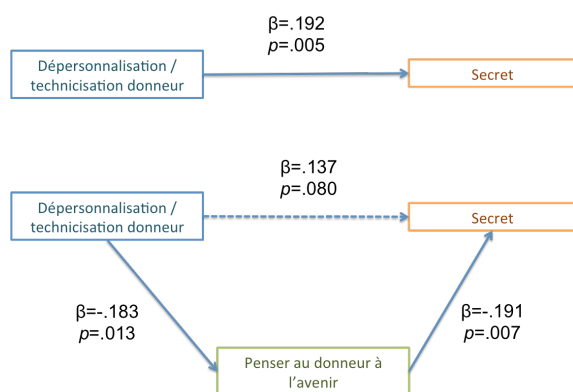 β=.192
p=.005
Dépersonnalisation /
technicisation donneur
Secret
β=.137
p=.080
Dépersonnalisation /
technicisation donneur
Secret
β=-.183
p=.013
β=-.191
p=.007
Penser au donneur à
l'avenir